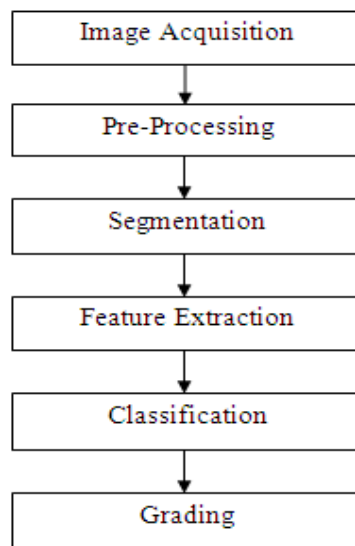 Image Acquisition
Pre-Processing
Segmentation
Feature Extraction
Classification
Grading